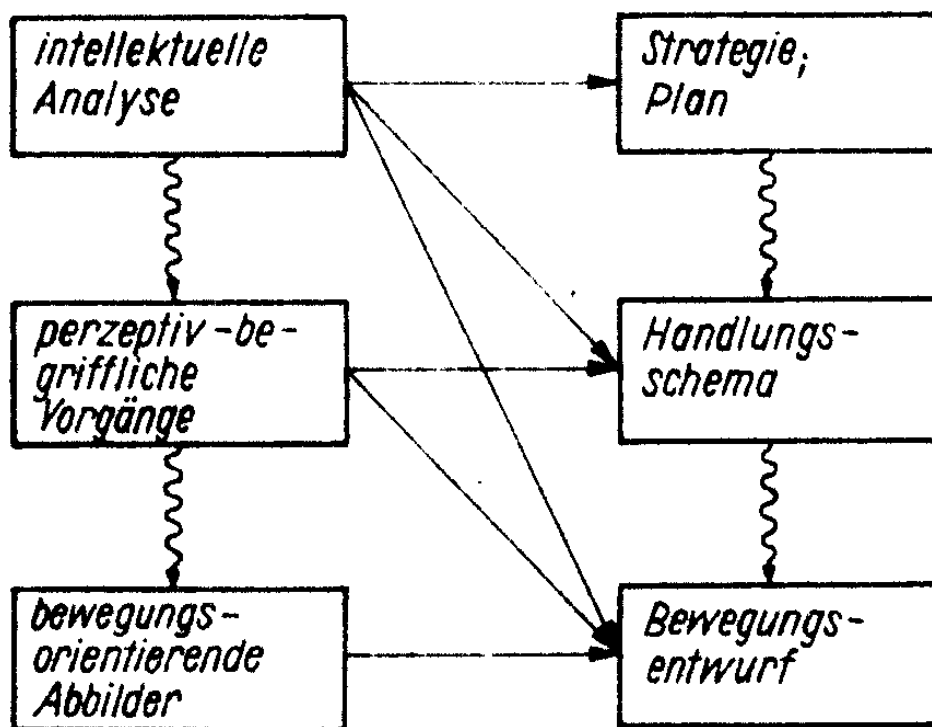 intellektuelle
Analyse
Strategie;
Plan
perzeptiv-be-
griffliche
Vorgänge
Handlungs-
schema
bewegungs-
orientierende
Abbilder
Bewegungs-
entwurf